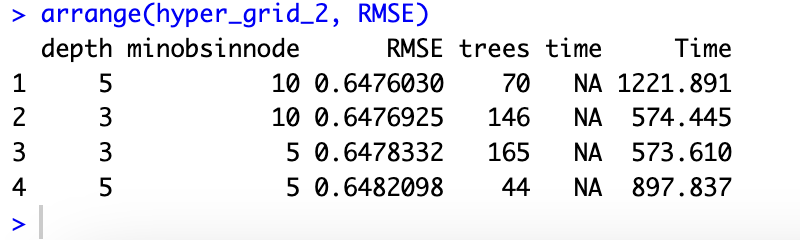 > arrange(hyper_grid_2, RMSE)
depth minobsinnode RMSE trees time Time
1 5 10 0.6476030 70 NA 1221.891
2 3 10 0.6476925 146 NA 574.445
3 3 5 0.6478332 165 NA 573.610
4 5 5 0.6482098 44 NA 897.837
>